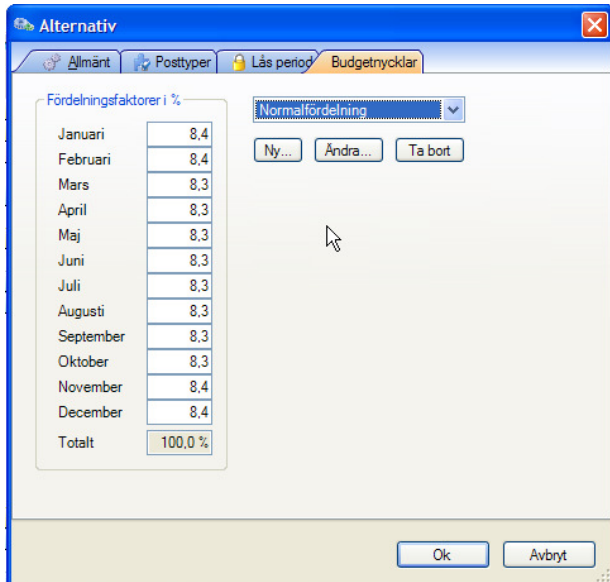 Alternativ
Allmänt Posttyper Lås period Budgetnycklar
Fördelningsfaktorer i %
Normalfördelning
Januari 8,4
Ny... Ändra... Ta bort
Februari 8,4
Mars 8,3
April 8,3
Maj 8,3
Juni 8,3
Juli 8,3
Augusti 8,3
September 8,3
Oktober 8,3
November 8,4
December 8,4
Totalt 100,0 %
Ok Avbryt